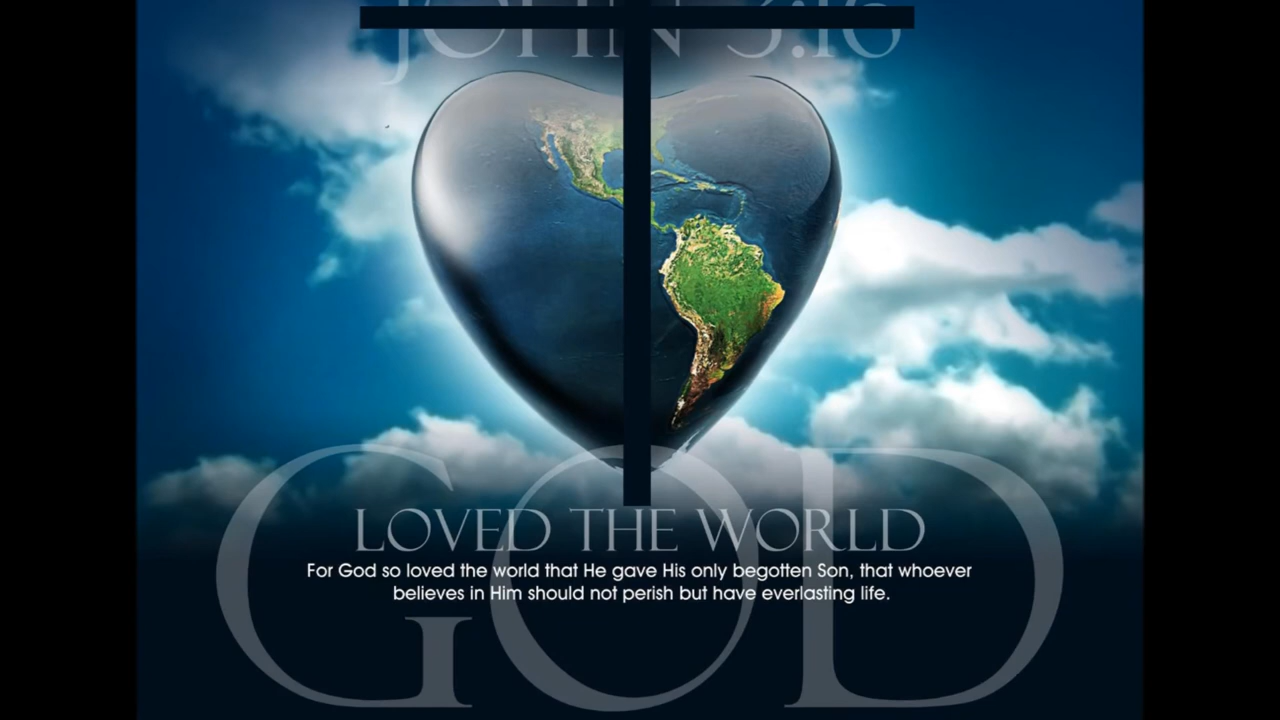 JOHN 3:16
GOD
LOVED THE WORLD
For God so loved the world that He gave His only begotten Son, that whoever
believes in Him should not perish but have everlasting life.